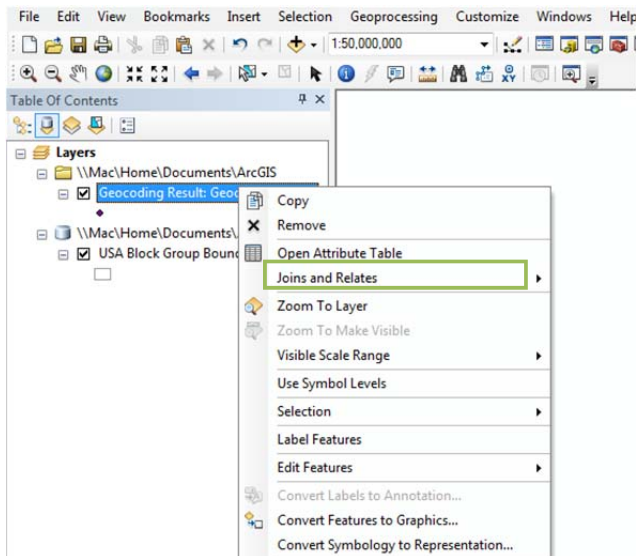 File Edit View Bookmarks Insert Selection Geoprocessing Customize Windows Help
1:50,000,000
Table Of Contents
Layers
\\Mac\Home\Documents\ArcGIS
Geocoding Result: Geoc
\\Mac\Home\Documents\
USA Block Group Boun
Copy
Remove
Open Attribute Table
Joins and Relates
Zoom To Layer
Zoom To Make Visible
Visible Scale Range
Use Symbol Levels
Selection
Label Features
Edit Features
Convert Labels to Annotation...
Convert Features to Graphics...
Convert Symbology to Representation...